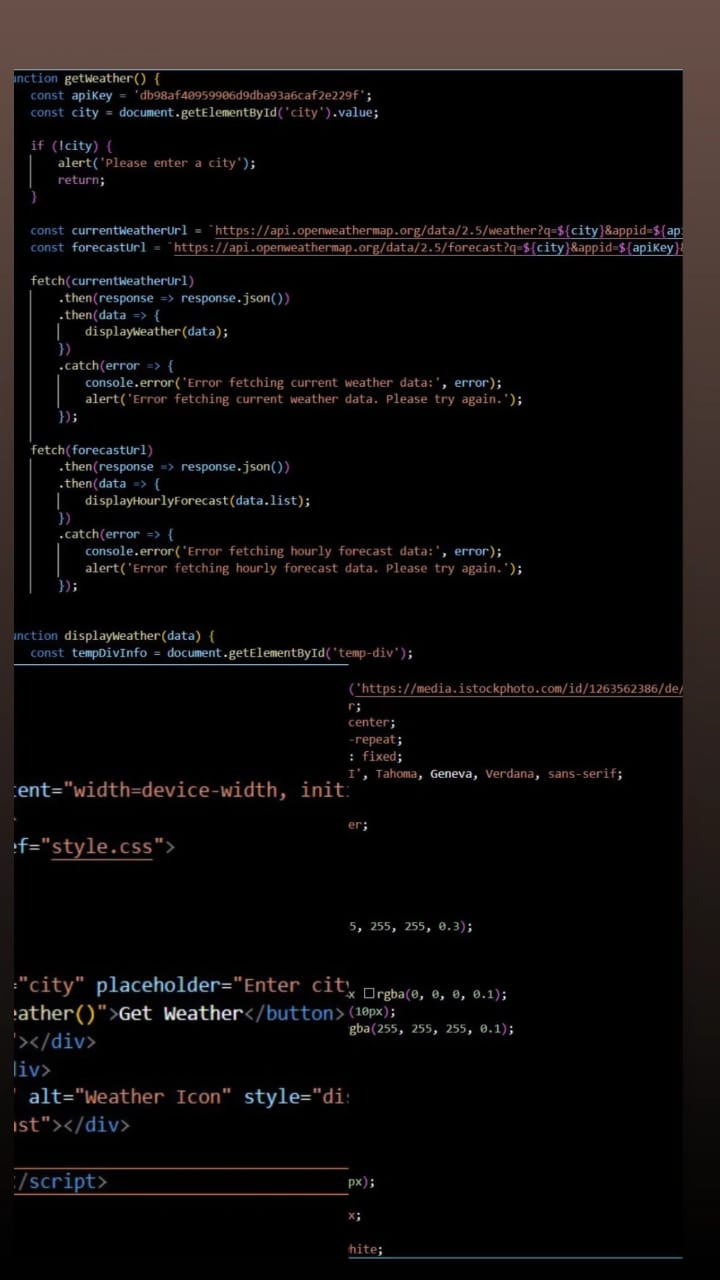 unction getWeather() {
const apiKey = 'db98af40959906d9dba93a6caf2e229f';
const city = document.getElementById('city').value;
if (!city) {
alert('Please enter a city');
return;
}
const currentWeatherUrl = `https://api.openweathermap.org/data/2.5/weather?q=${city}&appid=${ap
const forecastUrl = `https://api.openweathermap.org/data/2.5/forecast?q=${city}&appid=${apiKey}&
fetch(currentWeatherUrl)
.then(response => response.json())
.then(data => {
displayWeather(data);
})
.catch(error => {
console.error('Error fetching current weather data:', error);
alert('Error fetching current weather data. Please try again.');
});
fetch(forecastUrl)
.then(response => response.json())
.then(data => {
displayHourlyForecast(data.list);
})
.catch(error => {
console.error('Error fetching hourly forecast data:', error);
alert('Error fetching hourly forecast data. Please try again.');
});
unction displayWeather(data) {
const tempDivInfo = document.getElementById('temp-div');
tent="width=device-width, init
ef="style.css">
="city" placeholder="Enter city
eather()">Get Weather</button>
"></div>
div>
" alt="Weather Icon" style="dis
ast"></div>
</script>
('https://media.istockphoto.com/id/1263562386/de/
r;
center;
-repeat;
: fixed;
I', Tahoma, Geneva, Verdana, sans-serif;
er;
5, 255, 255, 0.3);
x rgba(0, 0, 0, 0.1);
(10px);
gba(255, 255, 255, 0.1);
px);
x;
hite;